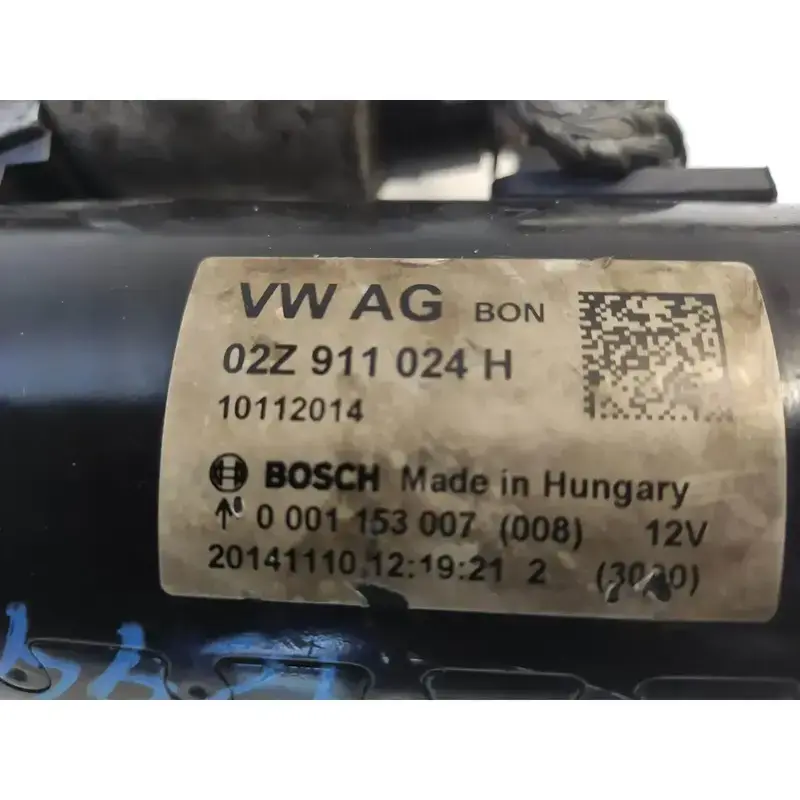 VW AG BON
02Z 911 024 H
10112014
BOSCH Made in Hungary
0 001 153 007 (008) 12V
20141110 12:19:21 2